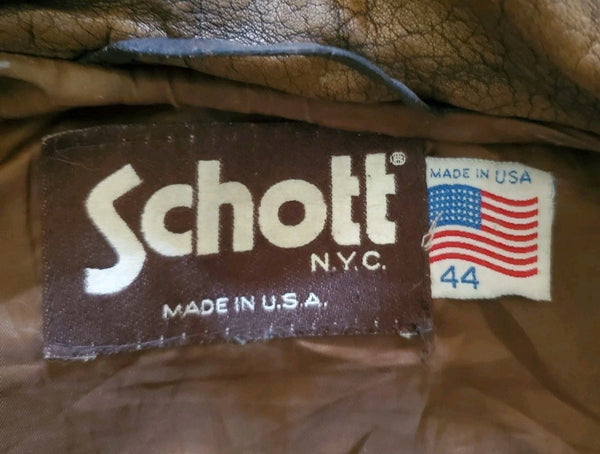 Schott®
N.Y.C.
MADE IN U.S.A.
MADE IN USA
44